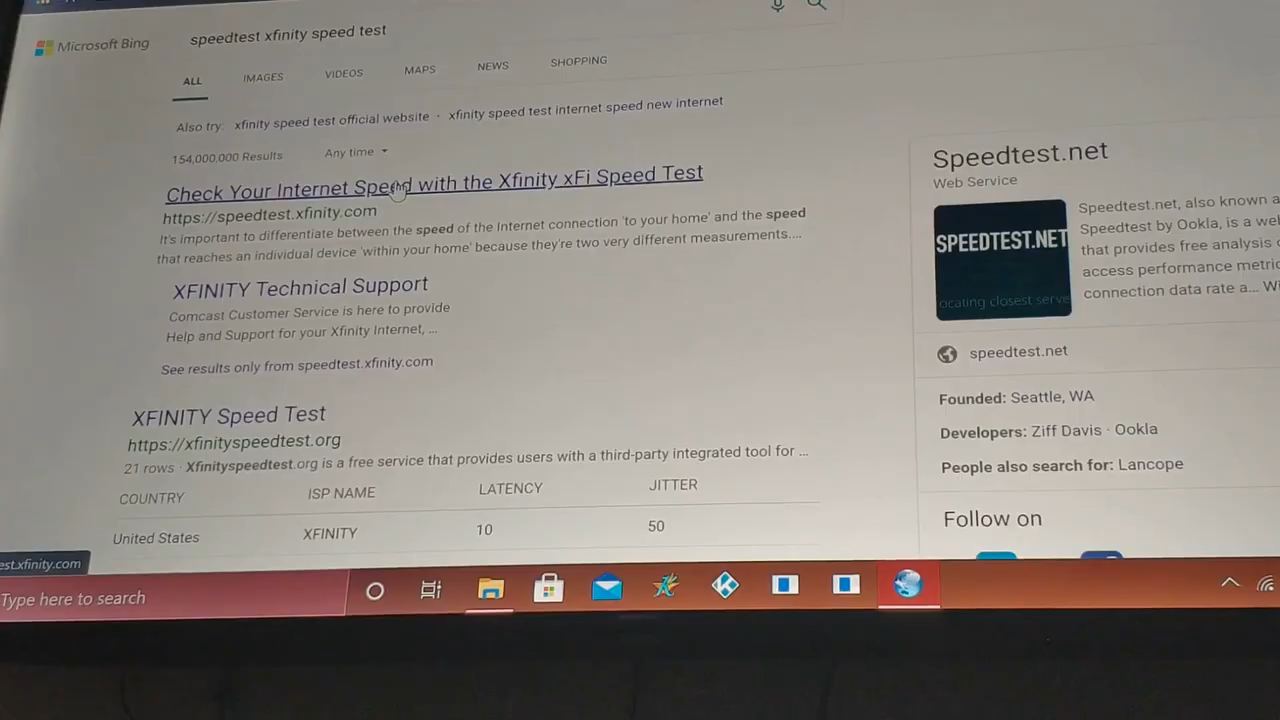 Microsoft Bing
speedtest xfinity speed test
ALL IMAGES VIDEOS MAPS NEWS SHOPPING
Also try: xfinity speed test official website · xfinity speed test internet speed new internet
154,000,000 Results Any time
Check Your Internet Speed with the Xfinity xFi Speed Test
https://speedtest.xfinity.com
It's important to differentiate between the speed of the Internet connection 'to your home' and the speed
that reaches an individual device 'within your home' because they're two very different measurements....
XFINITY Technical Support
Comcast Customer Service is here to provide
Help and Support for your Xfinity Internet, ...
See results only from speedtest.xfinity.com
XFINITY Speed Test
https://xfinityspeedtest.org
21 rows · Xfinityspeedtest.org is a free service that provides users with a third-party integrated tool for ...
COUNTRY ISP NAME LATENCY JITTER
United States XFINITY 10 50
Speedtest.net
Web Service
SPEEDTEST.NET
ocating closest serve
Speedtest.net, also known a
Speedtest by Ookla, is a we
that provides free analysis
access performance metric
connection data rate a... Wi
speedtest.net
Founded: Seattle, WA
Developers: Ziff Davis · Ookla
People also search for: Lancope
Follow on
est.xfinity.com
Type here to search